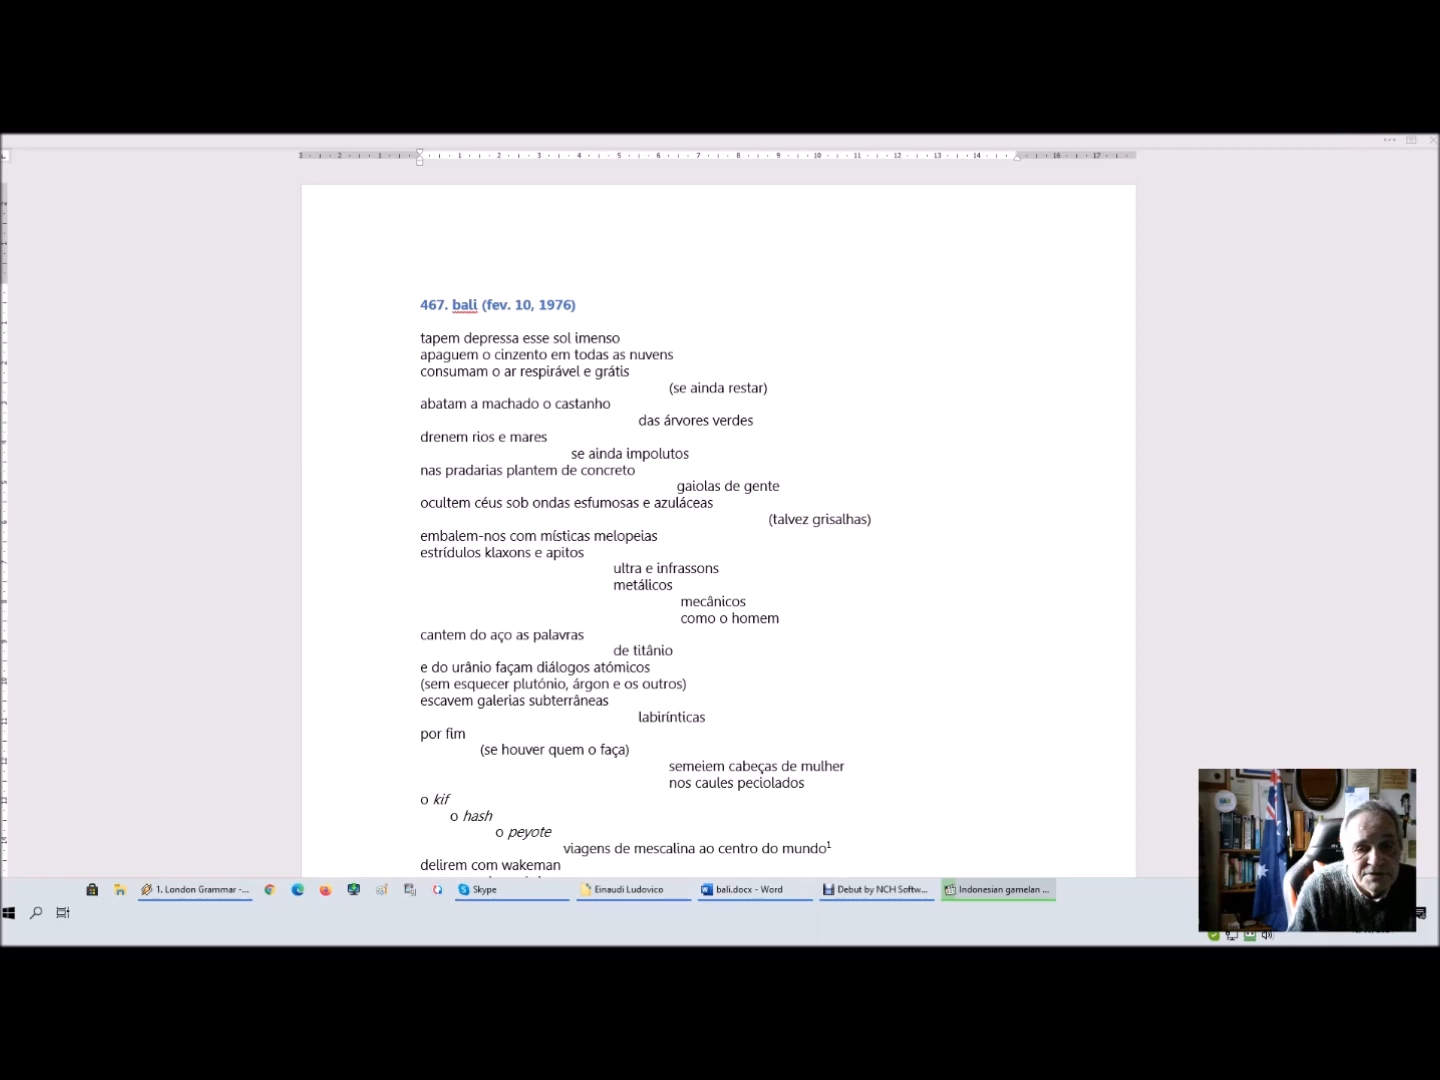 467. bali (fev. 10, 1976)
tapem depressa esse sol imenso
apaguem o cinzento em todas as nuvens
consumam o ar respirável e grátis
(se ainda restar)
abatam a machado o castanho
das árvores verdes
drenem rios e mares
se ainda impolutos
nas pradarias plantem de concreto
gaiolas de gente
ocultem céus sob ondas esfumosas e azuláceas
(talvez grisalhas)
embalem-nos com místicas melopeias
estrídulos klaxons e apitos
ultra e infrassons
metálicos
mecânicos
como o homem
cantem do aço as palavras
de titânio
e do urânio façam diálogos atómicos
(sem esquecer plutónio, árgon e os outros)
escavem galerias subterrâneas
labirínticas
por fim
(se houver quem o faça)
semeiem cabeças de mulher
nos caules peciolados
o kif
o hash
o peyote
viagens de mescalina ao centro do mundo¹
delirem com wakeman
1. London Grammar -... Skype Einaudi Ludovico bali.docx - Word Debut by NCH Softw... Indonesian gamelan ...